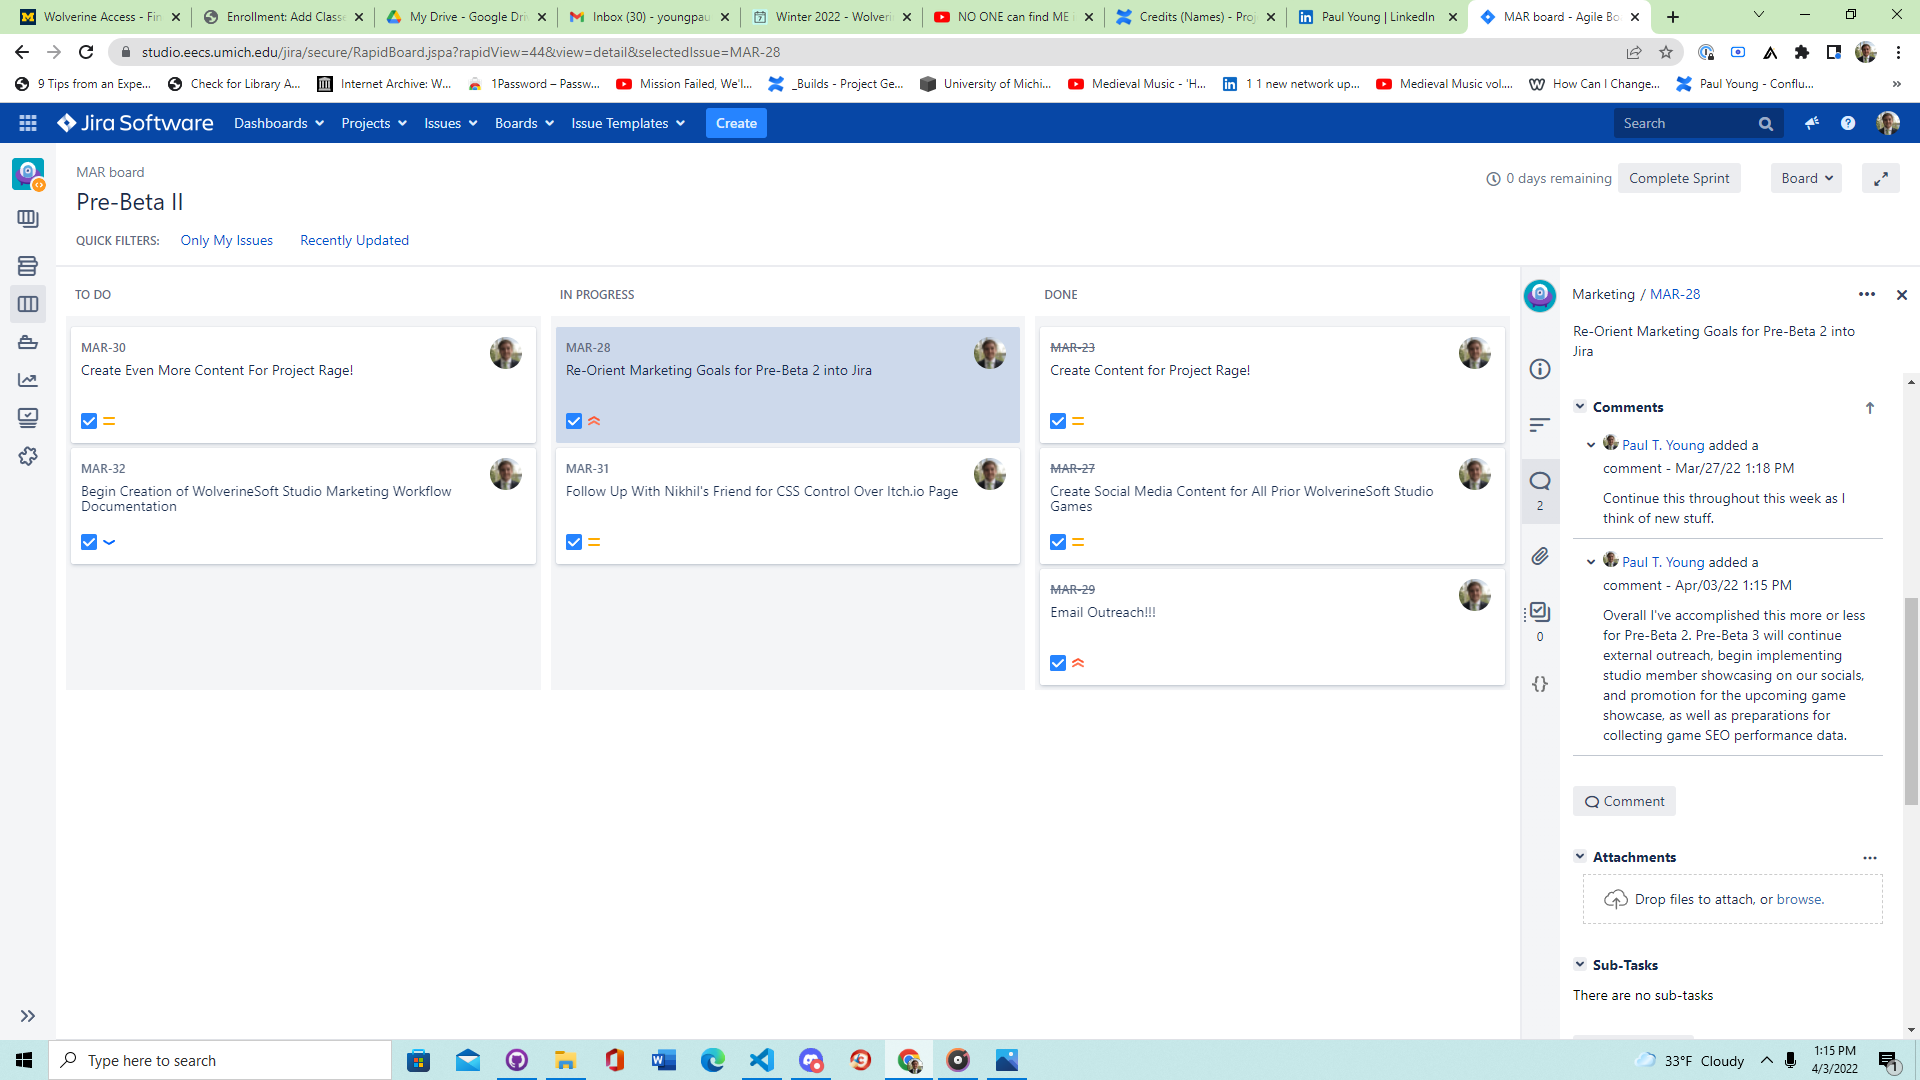 Wolverine Access - Fin
Enrollment: Add Classe
My Drive - Google Dri
Inbox (30) - youngpau
Winter 2022 - Wolveri
NO ONE can find ME
Credits (Names) - Proj
Paul Young | LinkedIn
MAR board - Agile Bo
studio.eecs.umich.edu/jira/secure/RapidBoard.jspa?rapidView=44&view=detail&selectedIssue=MAR-28
9 Tips from an Expe...
Check for Library A...
Internet Archive: W...
1Password – Passw...
Mission Failed, We'l...
_Builds - Project Ge...
University of Michi...
Medieval Music - 'H...
1 1 new network up...
Medieval Music vol....
How Can I Change...
Paul Young - Conflu...
»
Jira Software
Dashboards
Projects
Issues
Boards
Issue Templates
Create
Search
MAR board
Pre-Beta II
0 days remaining
Complete Sprint
Board
QUICK FILTERS:
Only My Issues
Recently Updated
TO DO
MAR-30
Create Even More Content For Project Rage!
MAR-32
Begin Creation of WolverineSoft Studio Marketing Workflow
Documentation
IN PROGRESS
MAR-28
Re-Orient Marketing Goals for Pre-Beta 2 into Jira
MAR-31
Follow Up With Nikhil's Friend for CSS Control Over Itch.io Page
DONE
MAR-23
Create Content for Project Rage!
MAR-27
Create Social Media Content for All Prior WolverineSoft Studio
Games
MAR-29
Email Outreach!!!
2
0
Marketing / MAR-28
Re-Orient Marketing Goals for Pre-Beta 2 into
Jira
Comments
Paul T. Young added a
comment - Mar/27/22 1:18 PM
Continue this throughout this week as I
think of new stuff.
Paul T. Young added a
comment - Apr/03/22 1:15 PM
Overall I've accomplished this more or less
for Pre-Beta 2. Pre-Beta 3 will continue
external outreach, begin implementing
studio member showcasing on our socials,
and promotion for the upcoming game
showcase, as well as preparations for
collecting game SEO performance data.
Comment
Attachments
Drop files to attach, or browse.
Sub-Tasks
There are no sub-tasks
Type here to search
33°F Cloudy
1:15 PM
4/3/2022
1